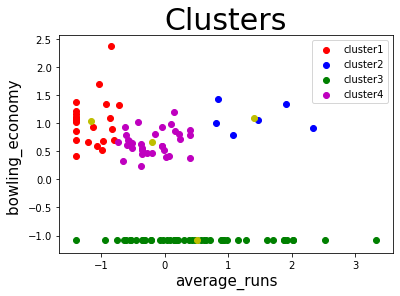 Clusters
cluster1
cluster2
cluster3
cluster4
bowling_economy
2.5
2.0
1.5
1.0
0.5
0.0
−0.5
−1.0
−1
0
1
2
3
average_runs